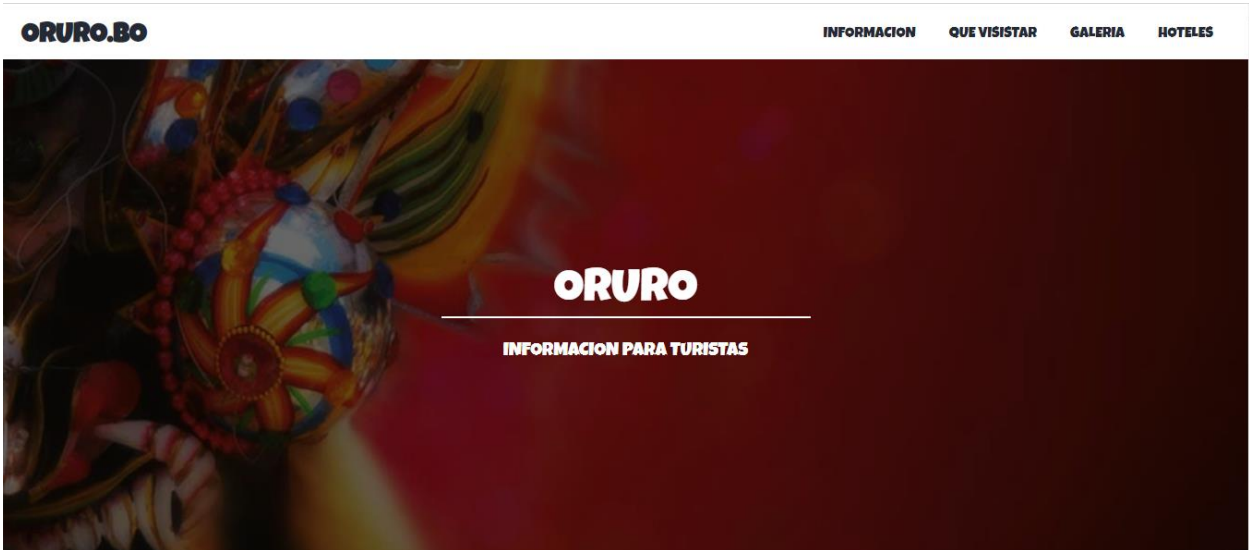 ORURO.BO
INFORMACION QUE VISISTAR GALERIA HOTELES
ORURO
INFORMACION PARA TURISTAS